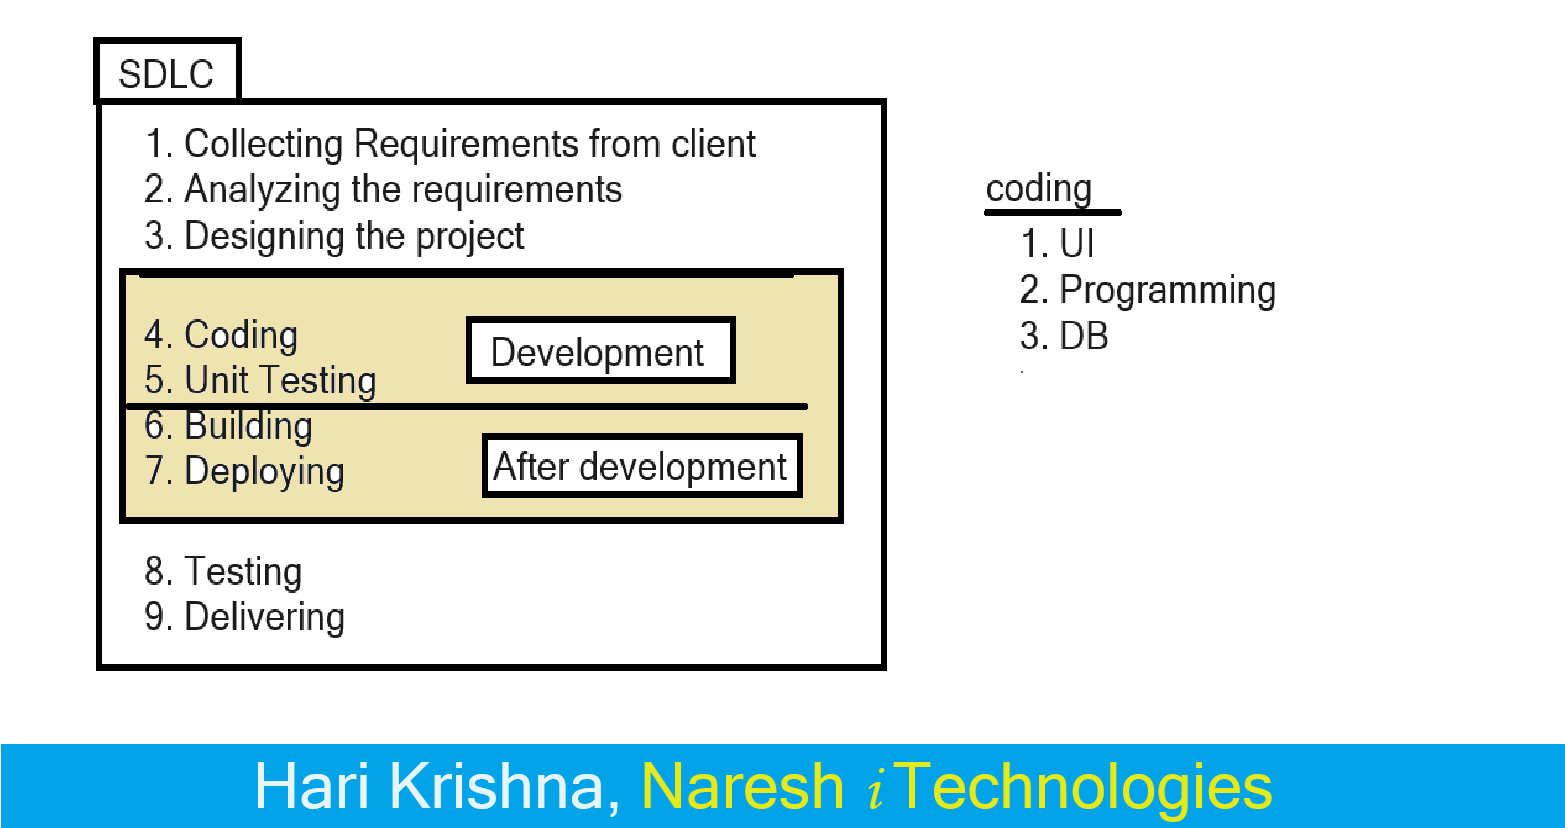 SDLC
1. Collecting Requirements from client
2. Analyzing the requirements
3. Designing the project
4. Coding
5. Unit Testing
Development
6. Building
7. Deploying
After development
8. Testing
9. Delivering
coding
1. UI
2. Programming
3. DB
Hari Krishna, Naresh i Technologies